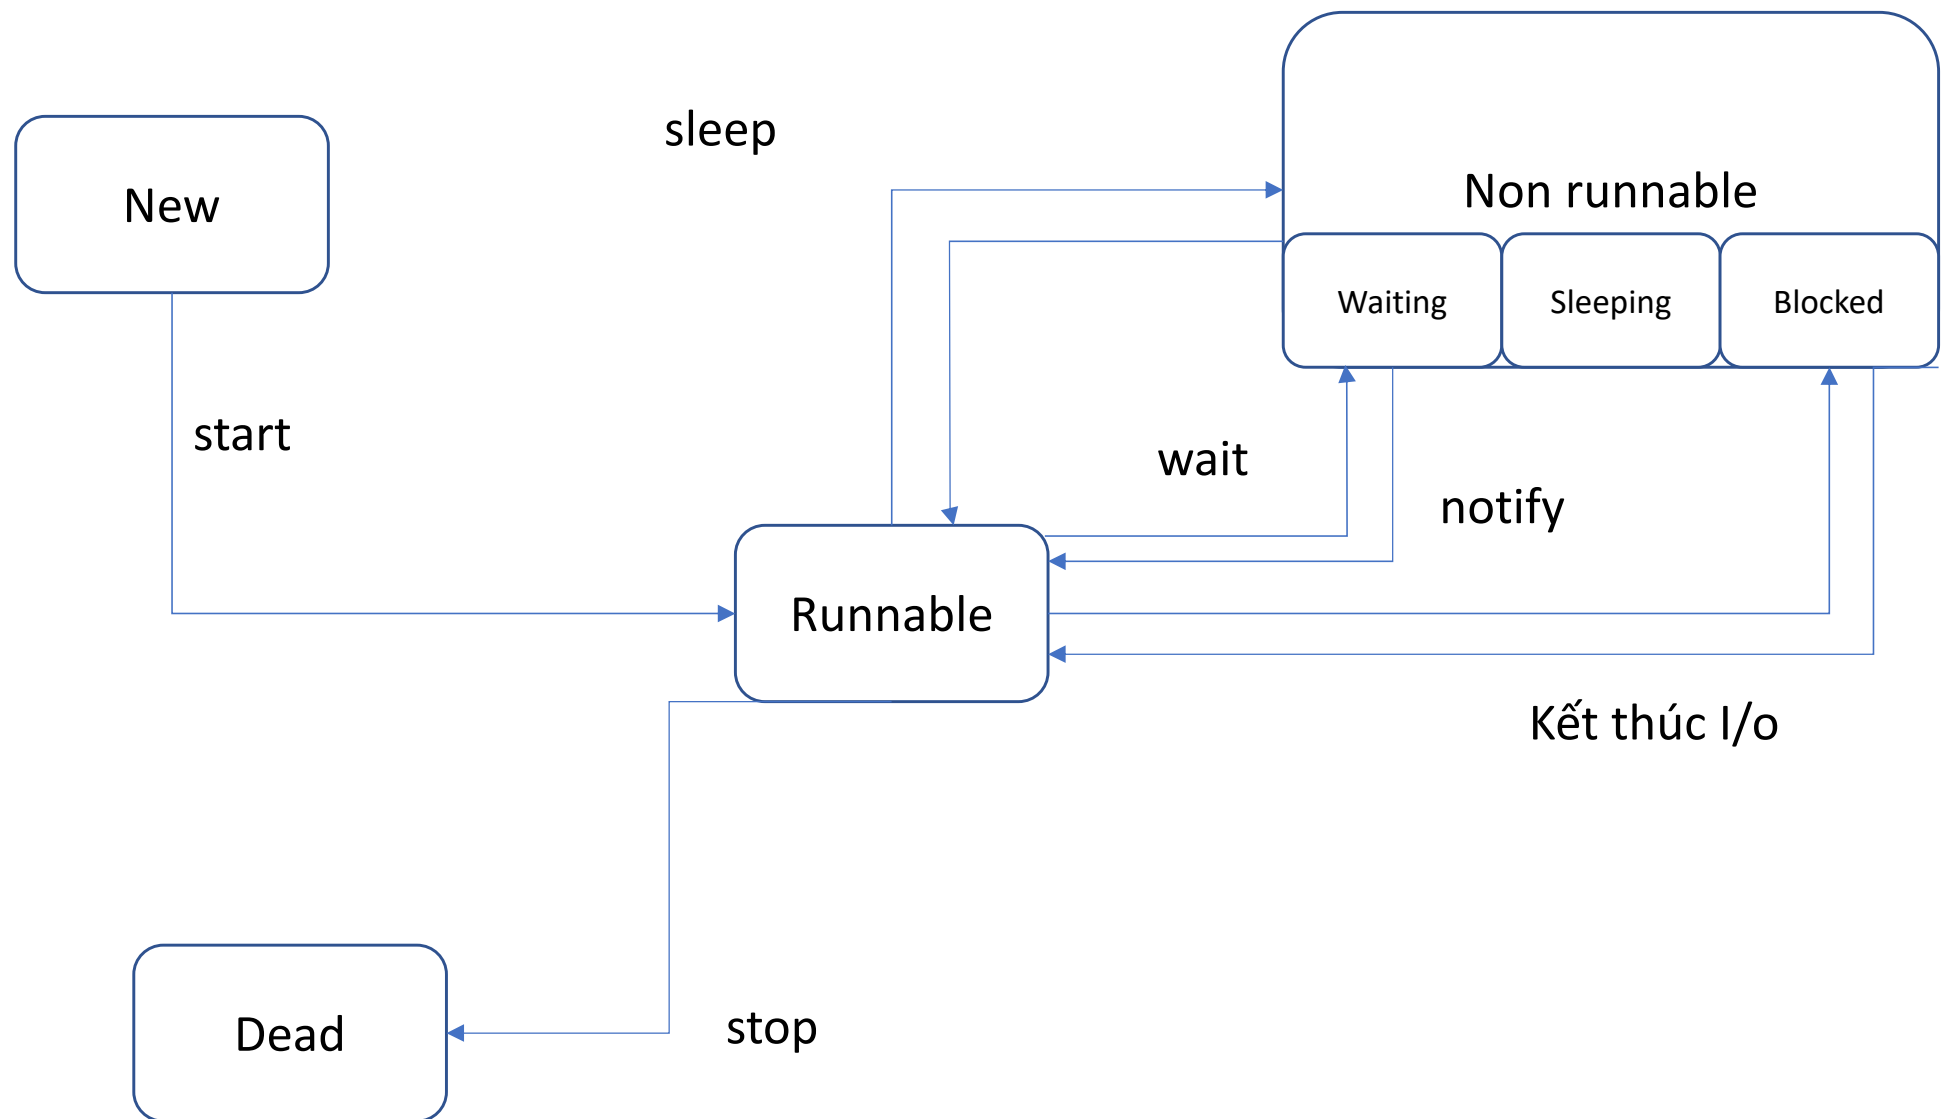 sleep
New
Non runnable
Waiting
Sleeping
Blocked
start
wait
notify
Runnable
Kết thúc I/o
stop
Dead